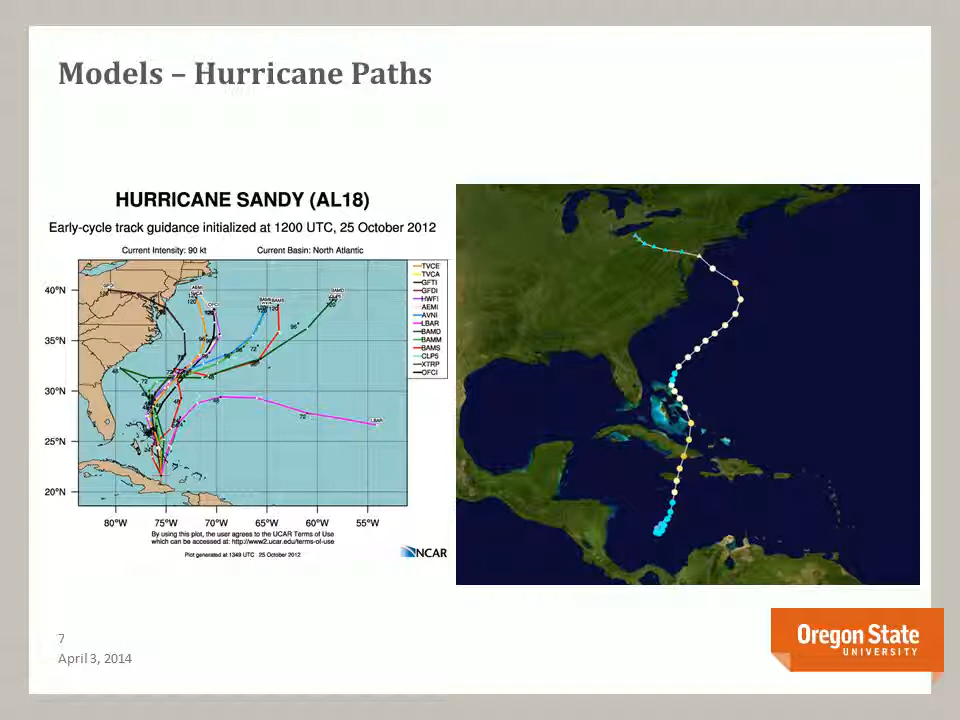 Models – Hurricane Paths
HURRICANE SANDY (AL18)
Early-cycle track guidance initialized at 1200 UTC, 25 October 2012
Current Intensity: 90 kt
Current Basin: North Atlantic
TVCE
TVCA
GFTI
GFDI
HWFI
AEMI
AVNI
LBAR
BAMD
BAMM
BAMS
CLP5
XTRP
OFCI
40°N
35°N
30°N
25°N
20°N
LBAR
72
80°W 75°W 70°W 65°W 60°W 55°W
By using this plot, the user agrees to the UCAR Terms of Use
which can be accessed at: http://www2.ucar.edu/terms-of-use
Plot generated at 1349 UTC 25 October 2012
NCAR
7
April 3, 2014
Oregon State
UNIVERSITY